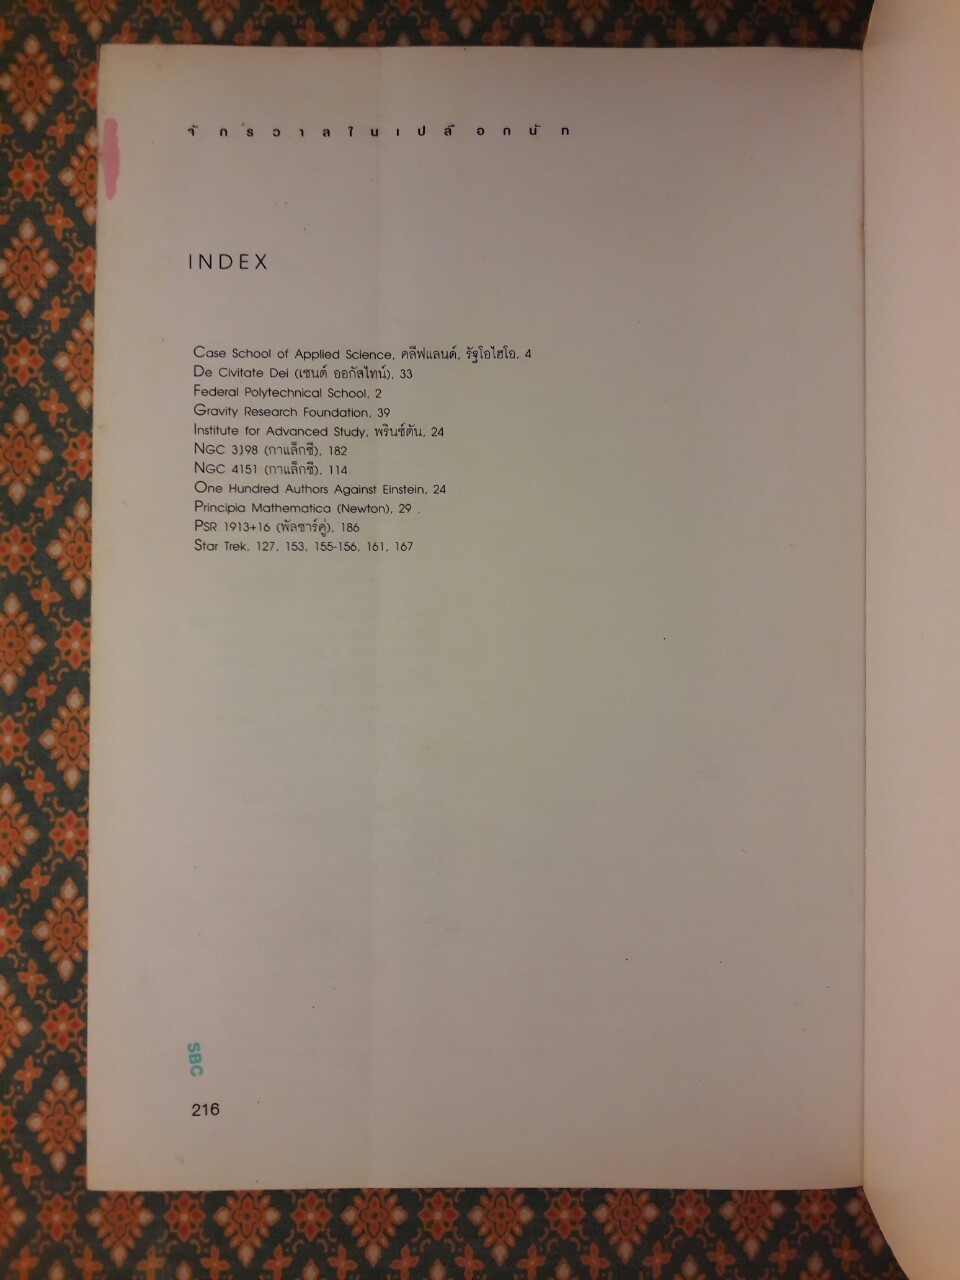 จักรวาลในเปลือกนัท
INDEX
Case School of Applied Science, คลีฟแลนด์, รัฐโอไฮโอ, 4
De Civitate Dei (เซนต์ ออกัสไทน์), 33
Federal Polytechnical School, 2
Gravity Research Foundation, 39
Institute for Advanced Study, พรินซ์ตัน, 24
NGC 3198 (กาแล็กซี), 182
NGC 4151 (กาแล็กซี), 114
One Hundred Authors Against Einstein, 24
Principia Mathematica (Newton), 29
PSR 1913+16 (พัลซาร์คู่), 186
Star Trek, 127, 153, 155-156, 161, 167
SBC
216